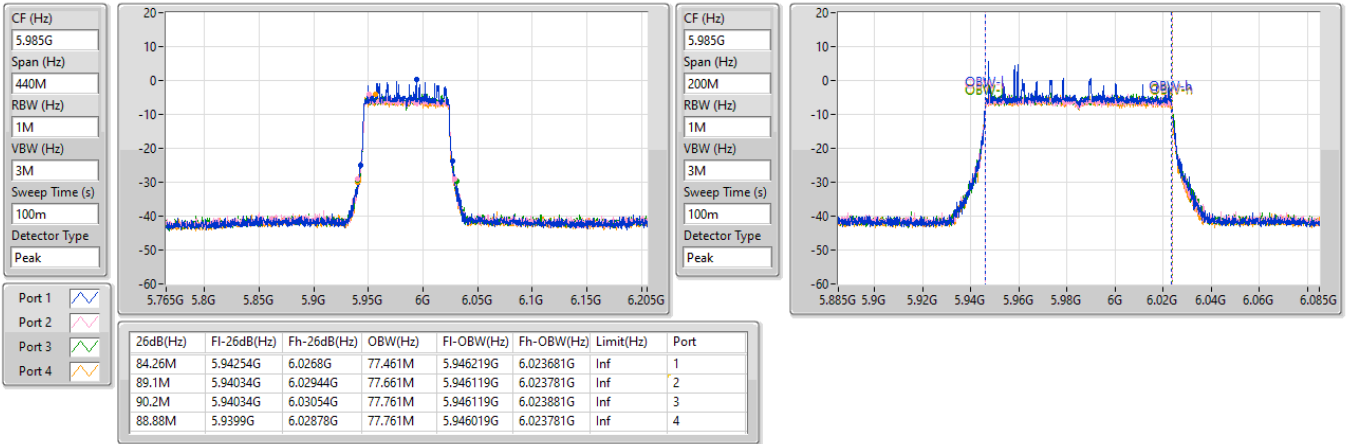 CF (Hz)
5.985G
Span (Hz)
440M
RBW (Hz)
1M
VBW (Hz)
3M
Sweep Time (s)
100m
Detector Type
Peak
20
10
0
-10
-20
-30
-40
-50
-60
5.765G 5.8G 5.85G 5.9G 5.95G 6G 6.05G 6.1G 6.15G 6.205G
CF (Hz)
5.985G
Span (Hz)
200M
RBW (Hz)
1M
VBW (Hz)
3M
Sweep Time (s)
100m
Detector Type
Peak
20
10
0
-10
-20
-30
-40
-50
-60
OBW-l
OBW-h
5.885G 5.9G 5.92G 5.94G 5.96G 5.98G 6G 6.02G 6.04G 6.06G 6.085G
Port 1
Port 2
Port 3
Port 4
26dB(Hz) Fl-26dB(Hz) Fh-26dB(Hz) OBW(Hz) Fl-OBW(Hz) Fh-OBW(Hz) Limit(Hz) Port
84.26M 5.94254G 6.0268G 77.461M 5.946219G 6.023681G Inf 1
89.1M 5.94034G 6.02944G 77.661M 5.946119G 6.023781G Inf 2
90.2M 5.94034G 6.03054G 77.761M 5.946119G 6.023881G Inf 3
88.88M 5.9399G 6.02878G 77.761M 5.946019G 6.023781G Inf 4